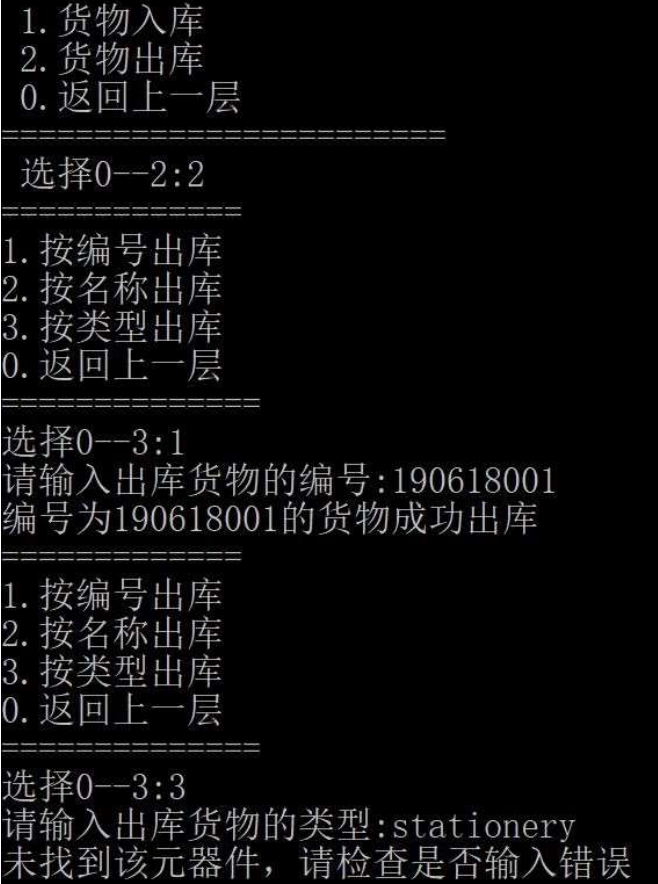 1.货物入库
2.货物出库
0.返回上一层
========================
选择0--2:2
=============
1.按编号出库
2.按名称出库
3.按类型出库
0.返回上一层
==============
选择0--3:1
请输入出库货物的编号:190618001
编号为190618001的货物成功出库
=============
1.按编号出库
2.按名称出库
3.按类型出库
0.返回上一层
==============
选择0--3:3
请输入出库货物的类型:stationery
未找到该元器件，请检查是否输入错误